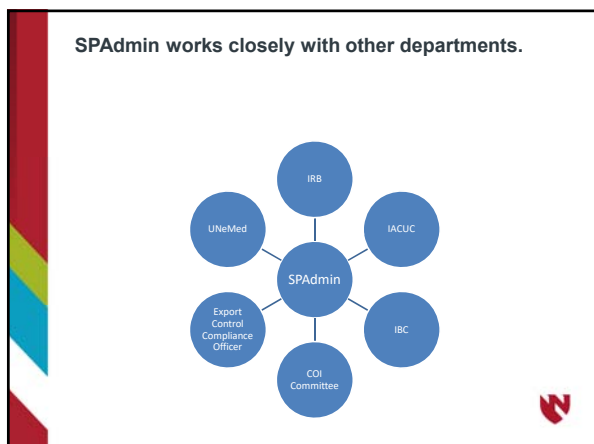 SPAdmin works closely with other departments.
IRB
UNeMed
IACUC
SPAdmin
Export
Control
Compliance
Officer
IBC
COI
Committee